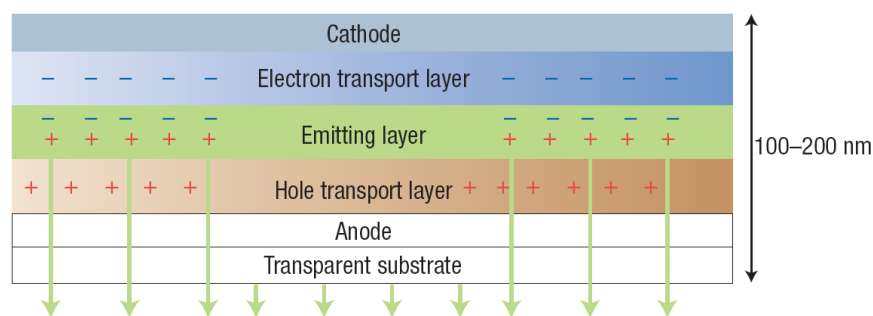 Cathode
Electron transport layer
Emitting layer
100–200 nm
Hole transport layer
Anode
Transparent substrate